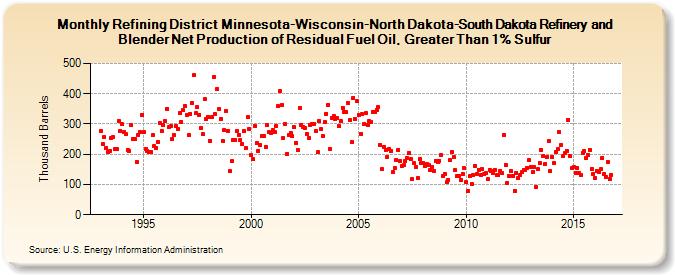 Monthly Refining District Minnesota-Wisconsin-North Dakota-South Dakota Refinery and
Blender Net Production of Residual Fuel Oil, Greater Than 1% Sulfur
Thousand Barrels
500
400
300
200
100
0
1995
2000
2005
2010
2015
Source: U.S. Energy Information Administration